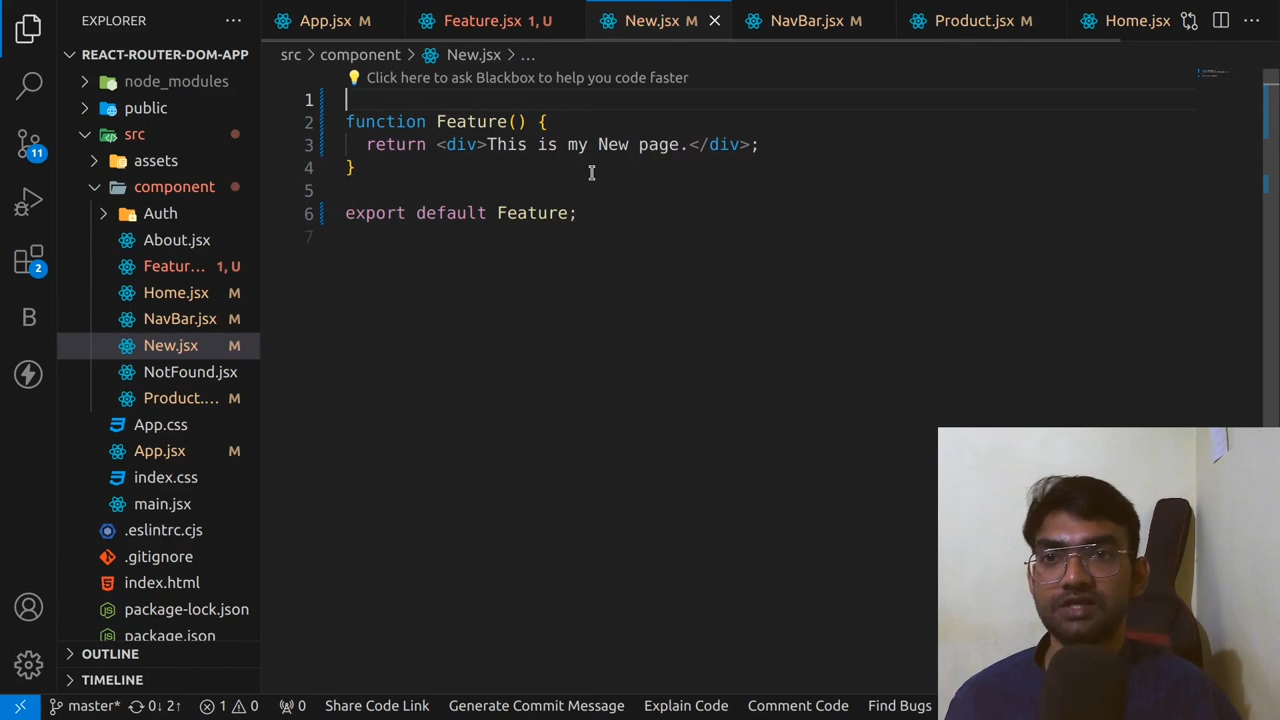 EXPLORER
REACT-ROUTER-DOM-APP
node_modules
public
src
assets
component
Auth
About.jsx
Featur... 1, U
Home.jsx M
NavBar.jsx M
New.jsx M
NotFound.jsx
Product.... M
App.css
App.jsx M
index.css
main.jsx
.eslintrc.cjs
.gitignore
index.html
package-lock.json
package.json
OUTLINE
TIMELINE
11
2
B
App.jsx M
Feature.jsx 1, U
New.jsx M
NavBar.jsx M
Product.jsx M
Home.jsx
src > component > New.jsx > ...
Click here to ask Blackbox to help you code faster
1
2 function Feature() {
3 return <div>This is my New page.</div>;
4 }
5
6 export default Feature;
7
master* 0↓ 2↑ 1 0 0 Share Code Link Generate Commit Message Explain Code Comment Code Find Bugs